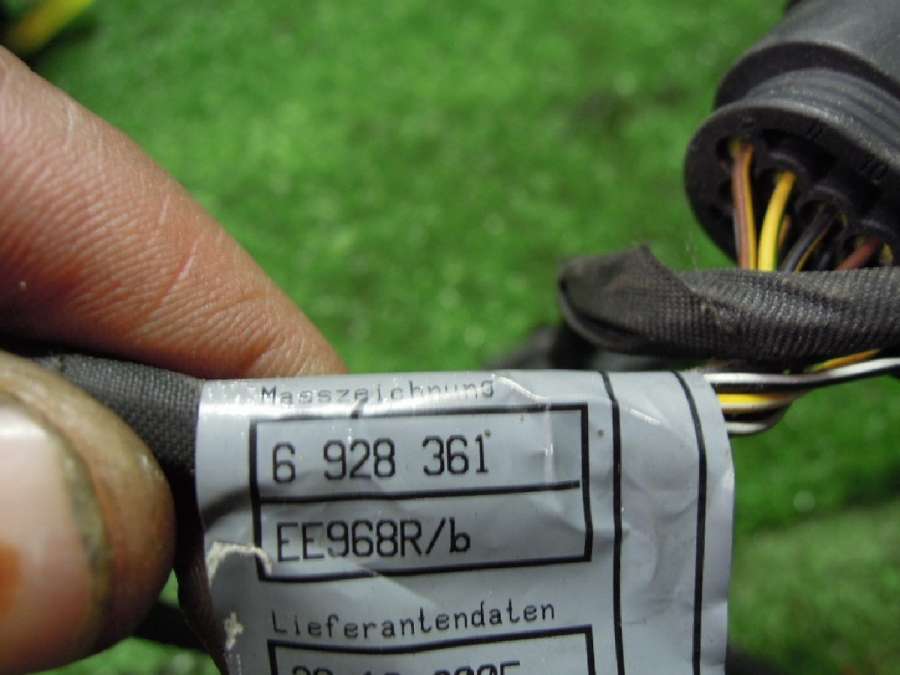 Masszeichnung
6 928 361
EE968R/b
Lieferantendaten